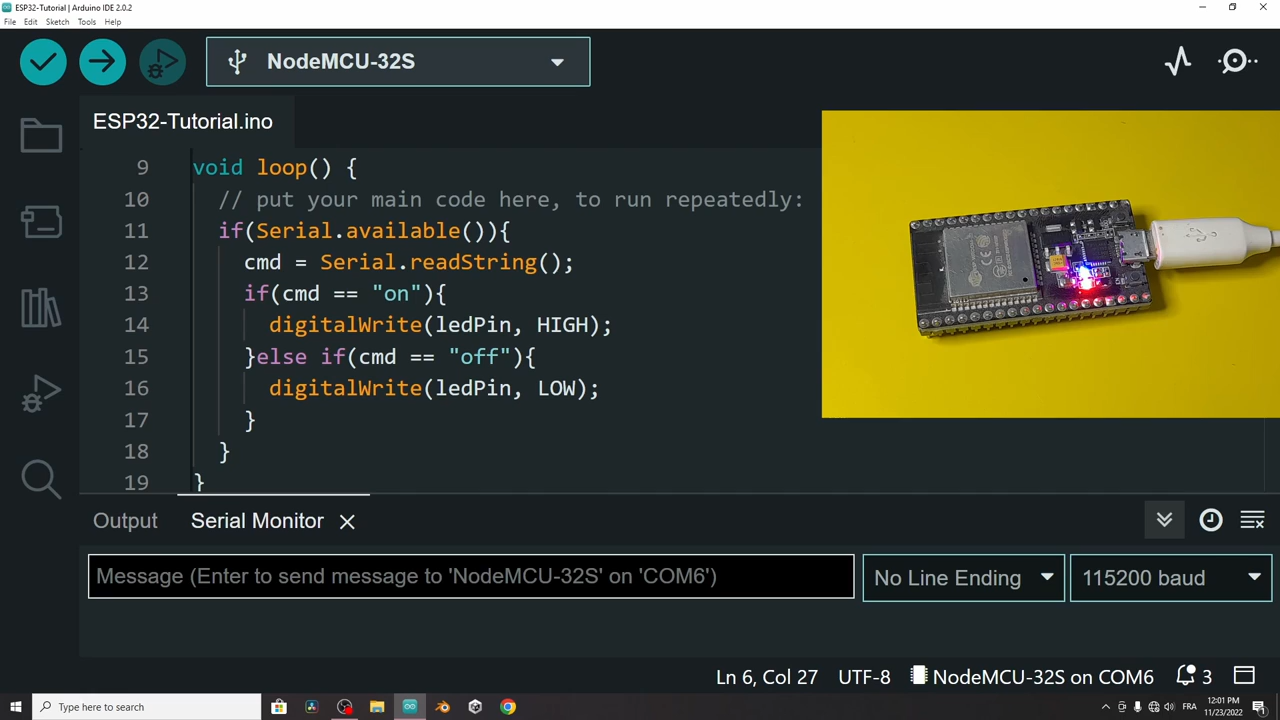 ESP32-Tutorial | Arduino IDE 2.0.2
File Edit Sketch Tools Help
NodeMCU-32S
ESP32-Tutorial.ino
9 void loop() {
10 // put your main code here, to run repeatedly:
11 if(Serial.available()){
12 cmd = Serial.readString();
13 if(cmd == "on"){
14 digitalWrite(ledPin, HIGH);
15 }else if(cmd == "off"){
16 digitalWrite(ledPin, LOW);
17 }
18 }
19 }
Output Serial Monitor
Message (Enter to send message to 'NodeMCU-32S' on 'COM6') No Line Ending 115200 baud
Ln 6, Col 27 UTF-8 NodeMCU-32S on COM6 3
Type here to search
FRA 12:01 PM
11/23/2022
1